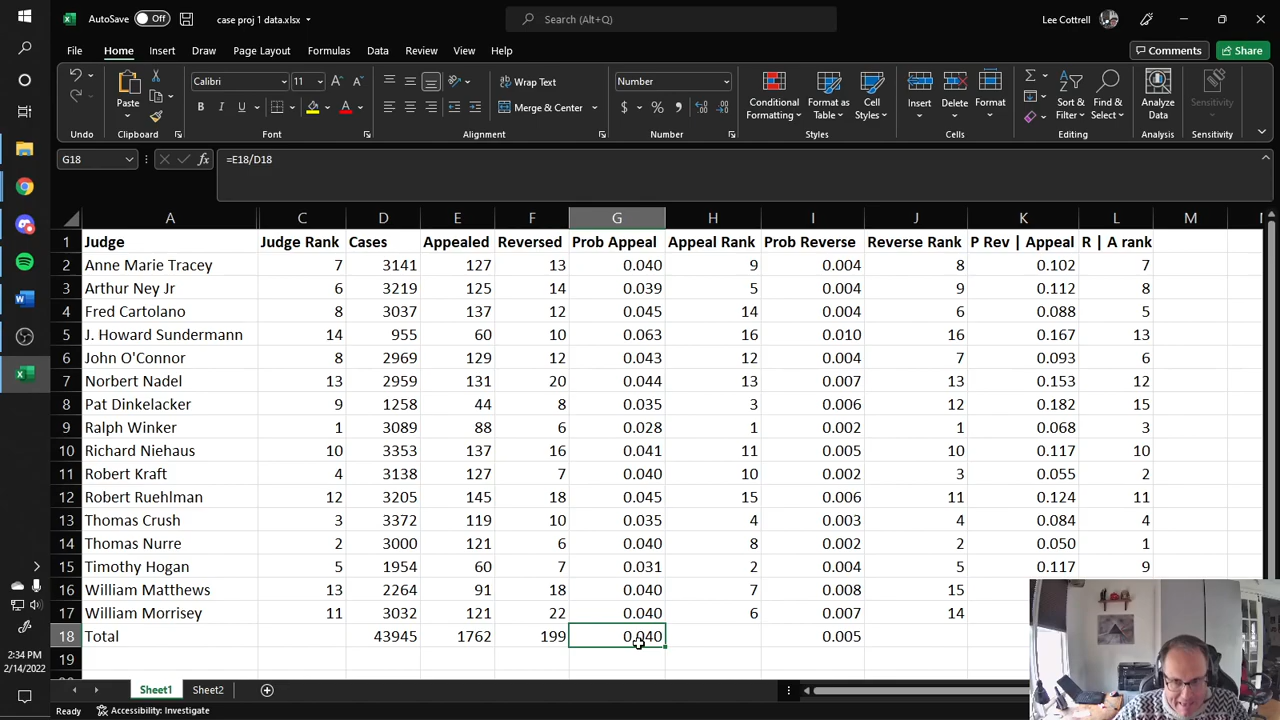 AutoSave Off case proj 1 data.xlsx Search (Alt+Q) Lee Cottrell
File Home Insert Draw Page Layout Formulas Data Review View Help Comments Share
Paste Calibri 11 Wrap Text Number Conditional Formatting Format as Table Cell Styles Insert Delete Format Sort & Filter Find & Select Analyze Data Sensitivity
B I U A Merge & Center $ %
Undo Clipboard Font Alignment Number Styles Cells Editing Analysis Sensitivity
G18 fx =E18/D18
A C D E F G H I J K L M
1 Judge Judge Rank Cases Appealed Reversed Prob Appeal Appeal Rank Prob Reverse Reverse Rank P Rev | Appeal R | A rank
2 Anne Marie Tracey 7 3141 127 13 0.040 9 0.004 8 0.102 7
3 Arthur Ney Jr 6 3219 125 14 0.039 5 0.004 9 0.112 8
4 Fred Cartolano 8 3037 137 12 0.045 14 0.004 6 0.088 5
5 J. Howard Sundermann 14 955 60 10 0.063 16 0.010 16 0.167 13
6 John O'Connor 8 2969 129 12 0.043 12 0.004 7 0.093 6
7 Norbert Nadel 13 2959 131 20 0.044 13 0.007 13 0.153 12
8 Pat Dinkelacker 9 1258 44 8 0.035 3 0.006 12 0.182 15
9 Ralph Winker 1 3089 88 6 0.028 1 0.002 1 0.068 3
10 Richard Niehaus 10 3353 137 16 0.041 11 0.005 10 0.117 10
11 Robert Kraft 4 3138 127 7 0.040 10 0.002 3 0.055 2
12 Robert Ruehlman 12 3205 145 18 0.045 15 0.006 11 0.124 11
13 Thomas Crush 3 3372 119 10 0.035 4 0.003 4 0.084 4
14 Thomas Nurre 2 3000 121 6 0.040 8 0.002 2 0.050 1
15 Timothy Hogan 5 1954 60 7 0.031 2 0.004 5 0.117 9
16 William Matthews 13 2264 91 18 0.040 7 0.008 15
17 William Morrisey 11 3032 121 22 0.040 6 0.007 14
18 Total 43945 1762 199 0.040 0.005
19
2:34 PM
2/14/2022
Sheet1 Sheet2
Ready Accessibility: Investigate